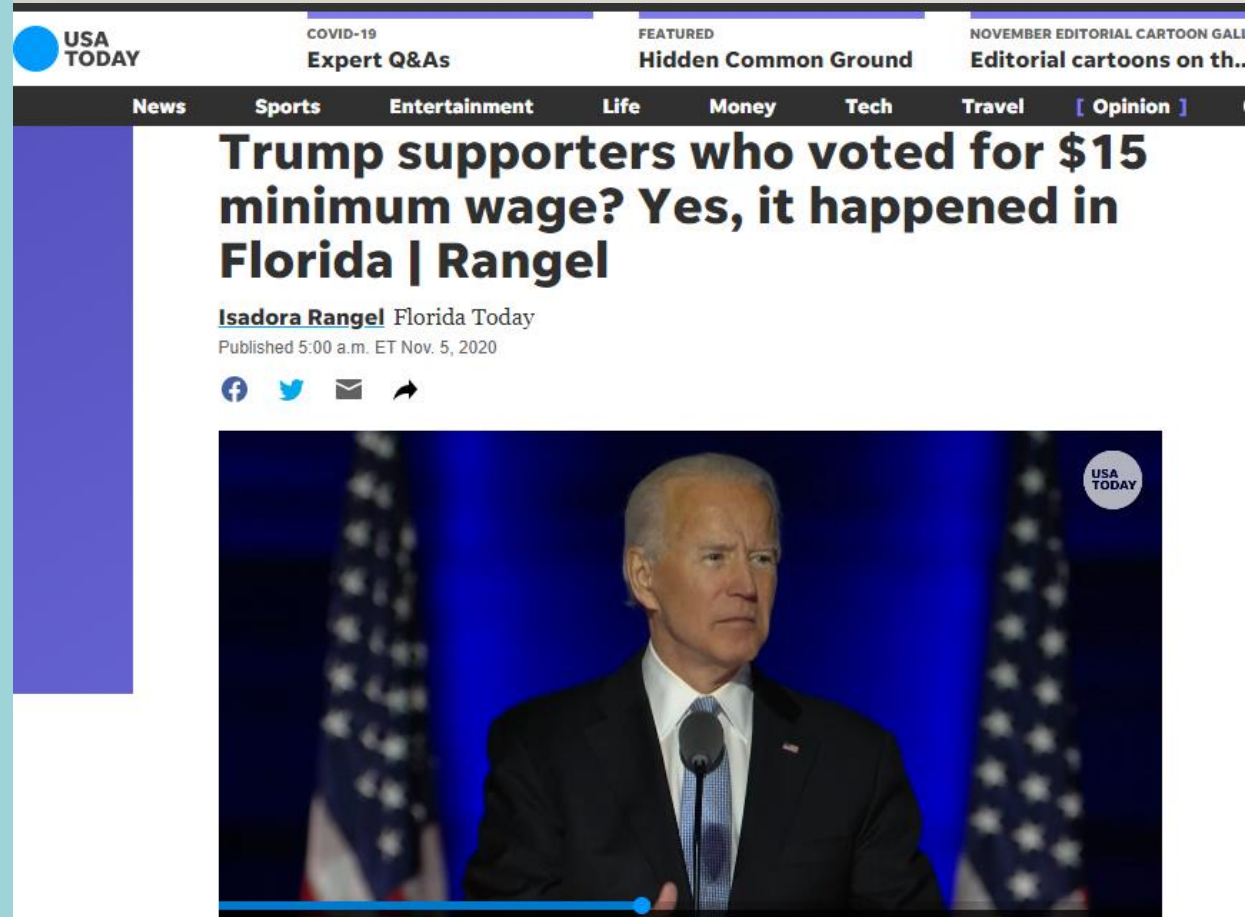 USA
TODAY
COVID-19
Expert Q&As
FEATURED
Hidden Common Ground
NOVEMBER EDITORIAL CARTOON GALL
Editorial cartoons on th...
News Sports Entertainment Life Money Tech Travel [ Opinion ]
Trump supporters who voted for $15
minimum wage? Yes, it happened in
Florida | Rangel
Isadora Rangel Florida Today
Published 5:00 a.m. ET Nov. 5, 2020
USA
TODAY